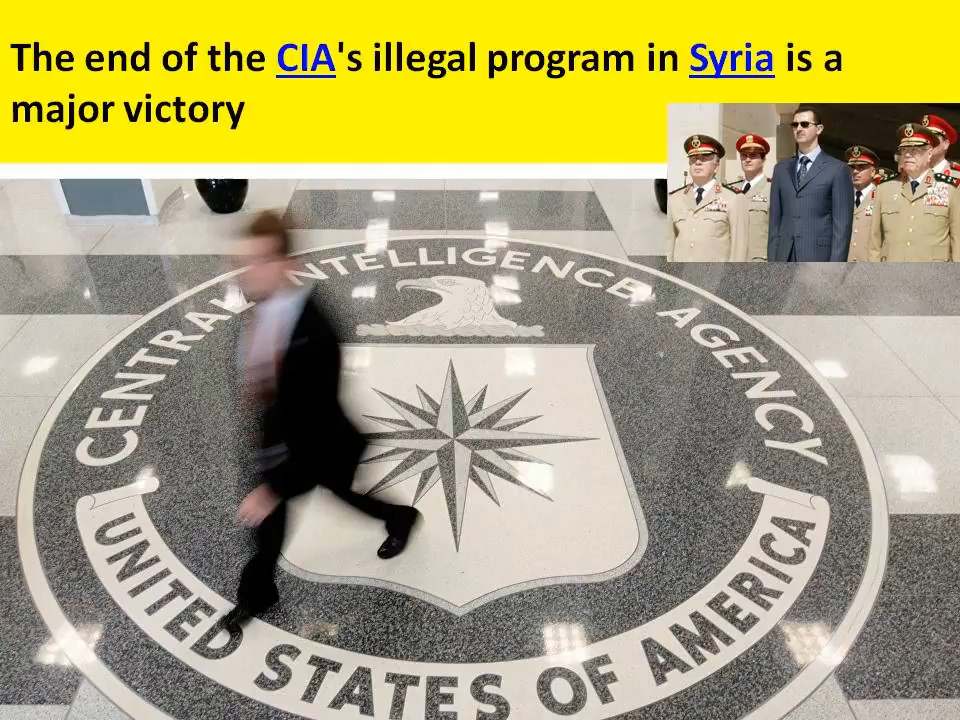 The end of the CIA's illegal program in Syria is a
major victory
CENTRAL INTELLIGENCE AGENCY
UNITED STATES OF AMERICA